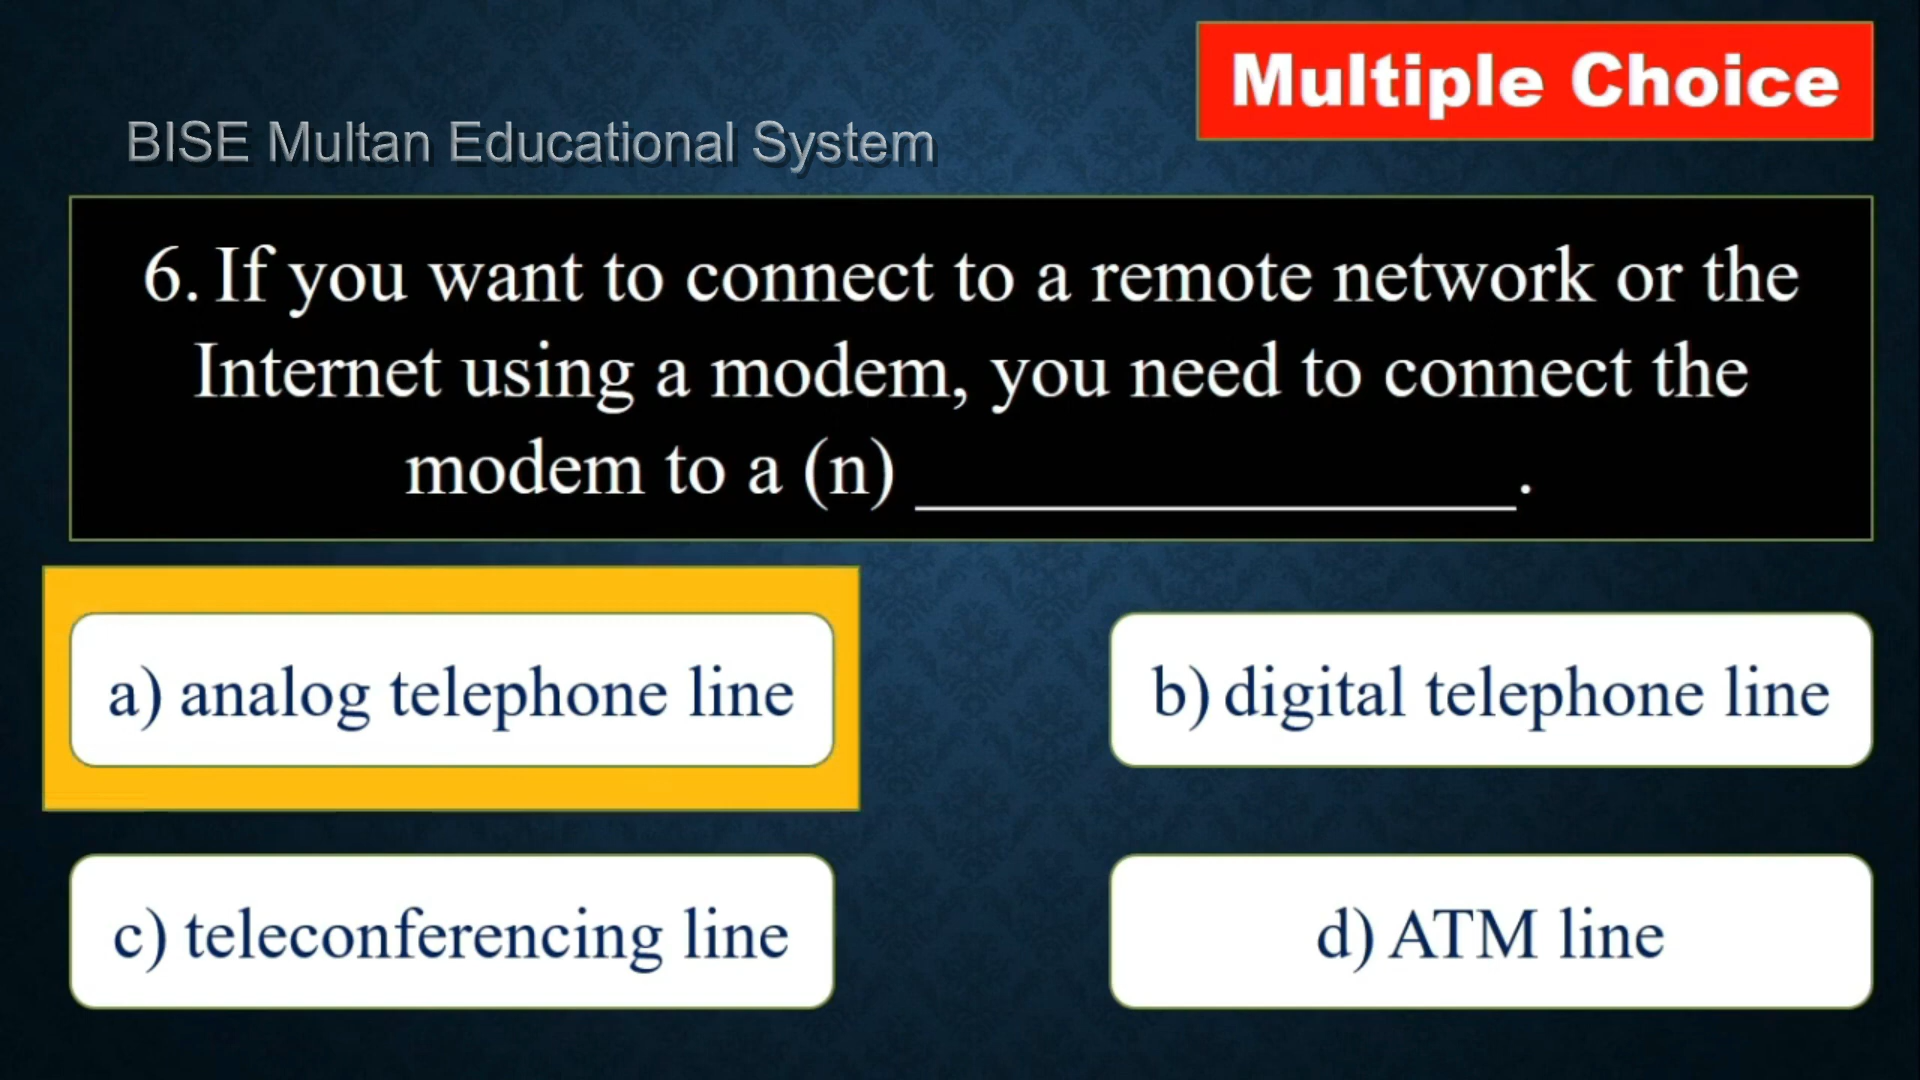 Multiple Choice
BISE Multan Educational System
6. If you want to connect to a remote network or the
Internet using a modem, you need to connect the
modem to a (n) ________________.
a) analog telephone line
b) digital telephone line
c) teleconferencing line
d) ATM line